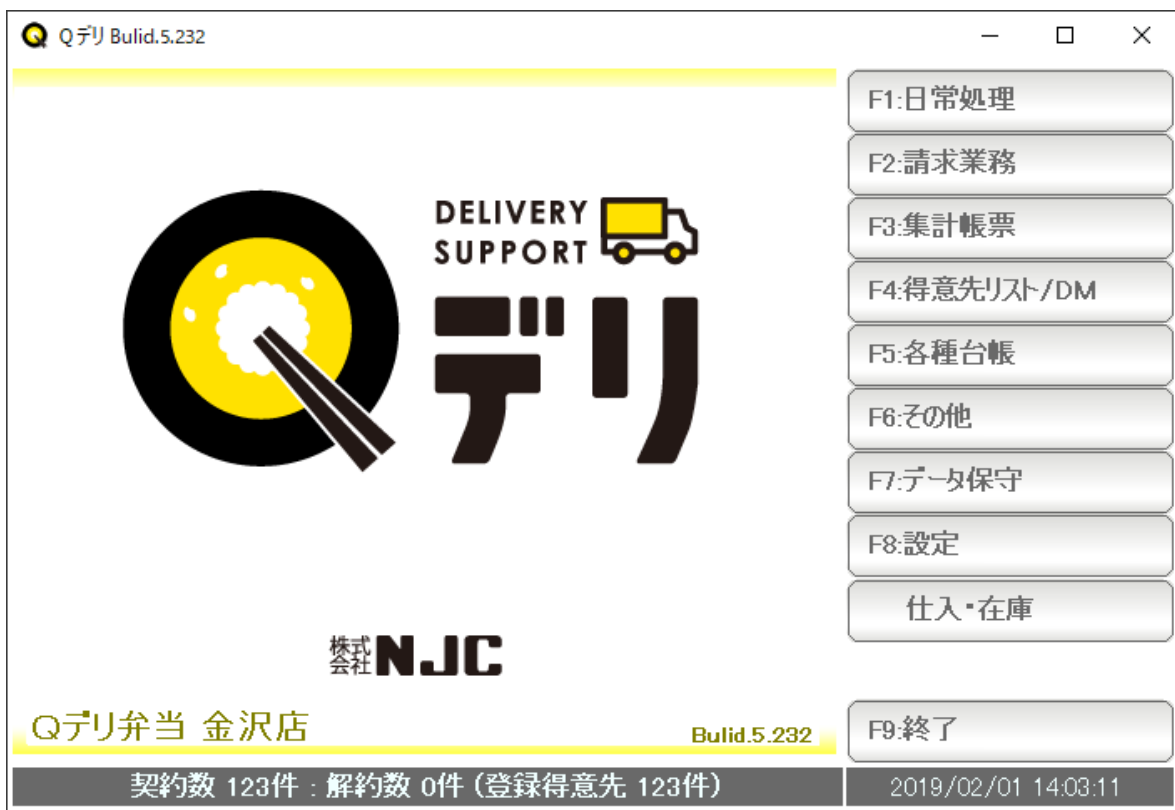 Qデリ Bulid.5.232
DELIVERY
SUPPORT
デリ
株式
会社NJC
Qデリ弁当 金沢店
Bulid.5.232
契約数 123件 : 解約数 0件 (登録得意先 123件)
F1:日常処理
F2:請求業務
F3:集計帳票
F4:得意先リスト/DM
F5:各種台帳
F6:その他
F7:データ保守
F8:設定
仕入・在庫
F9:終了
2019/02/01 14:03:11